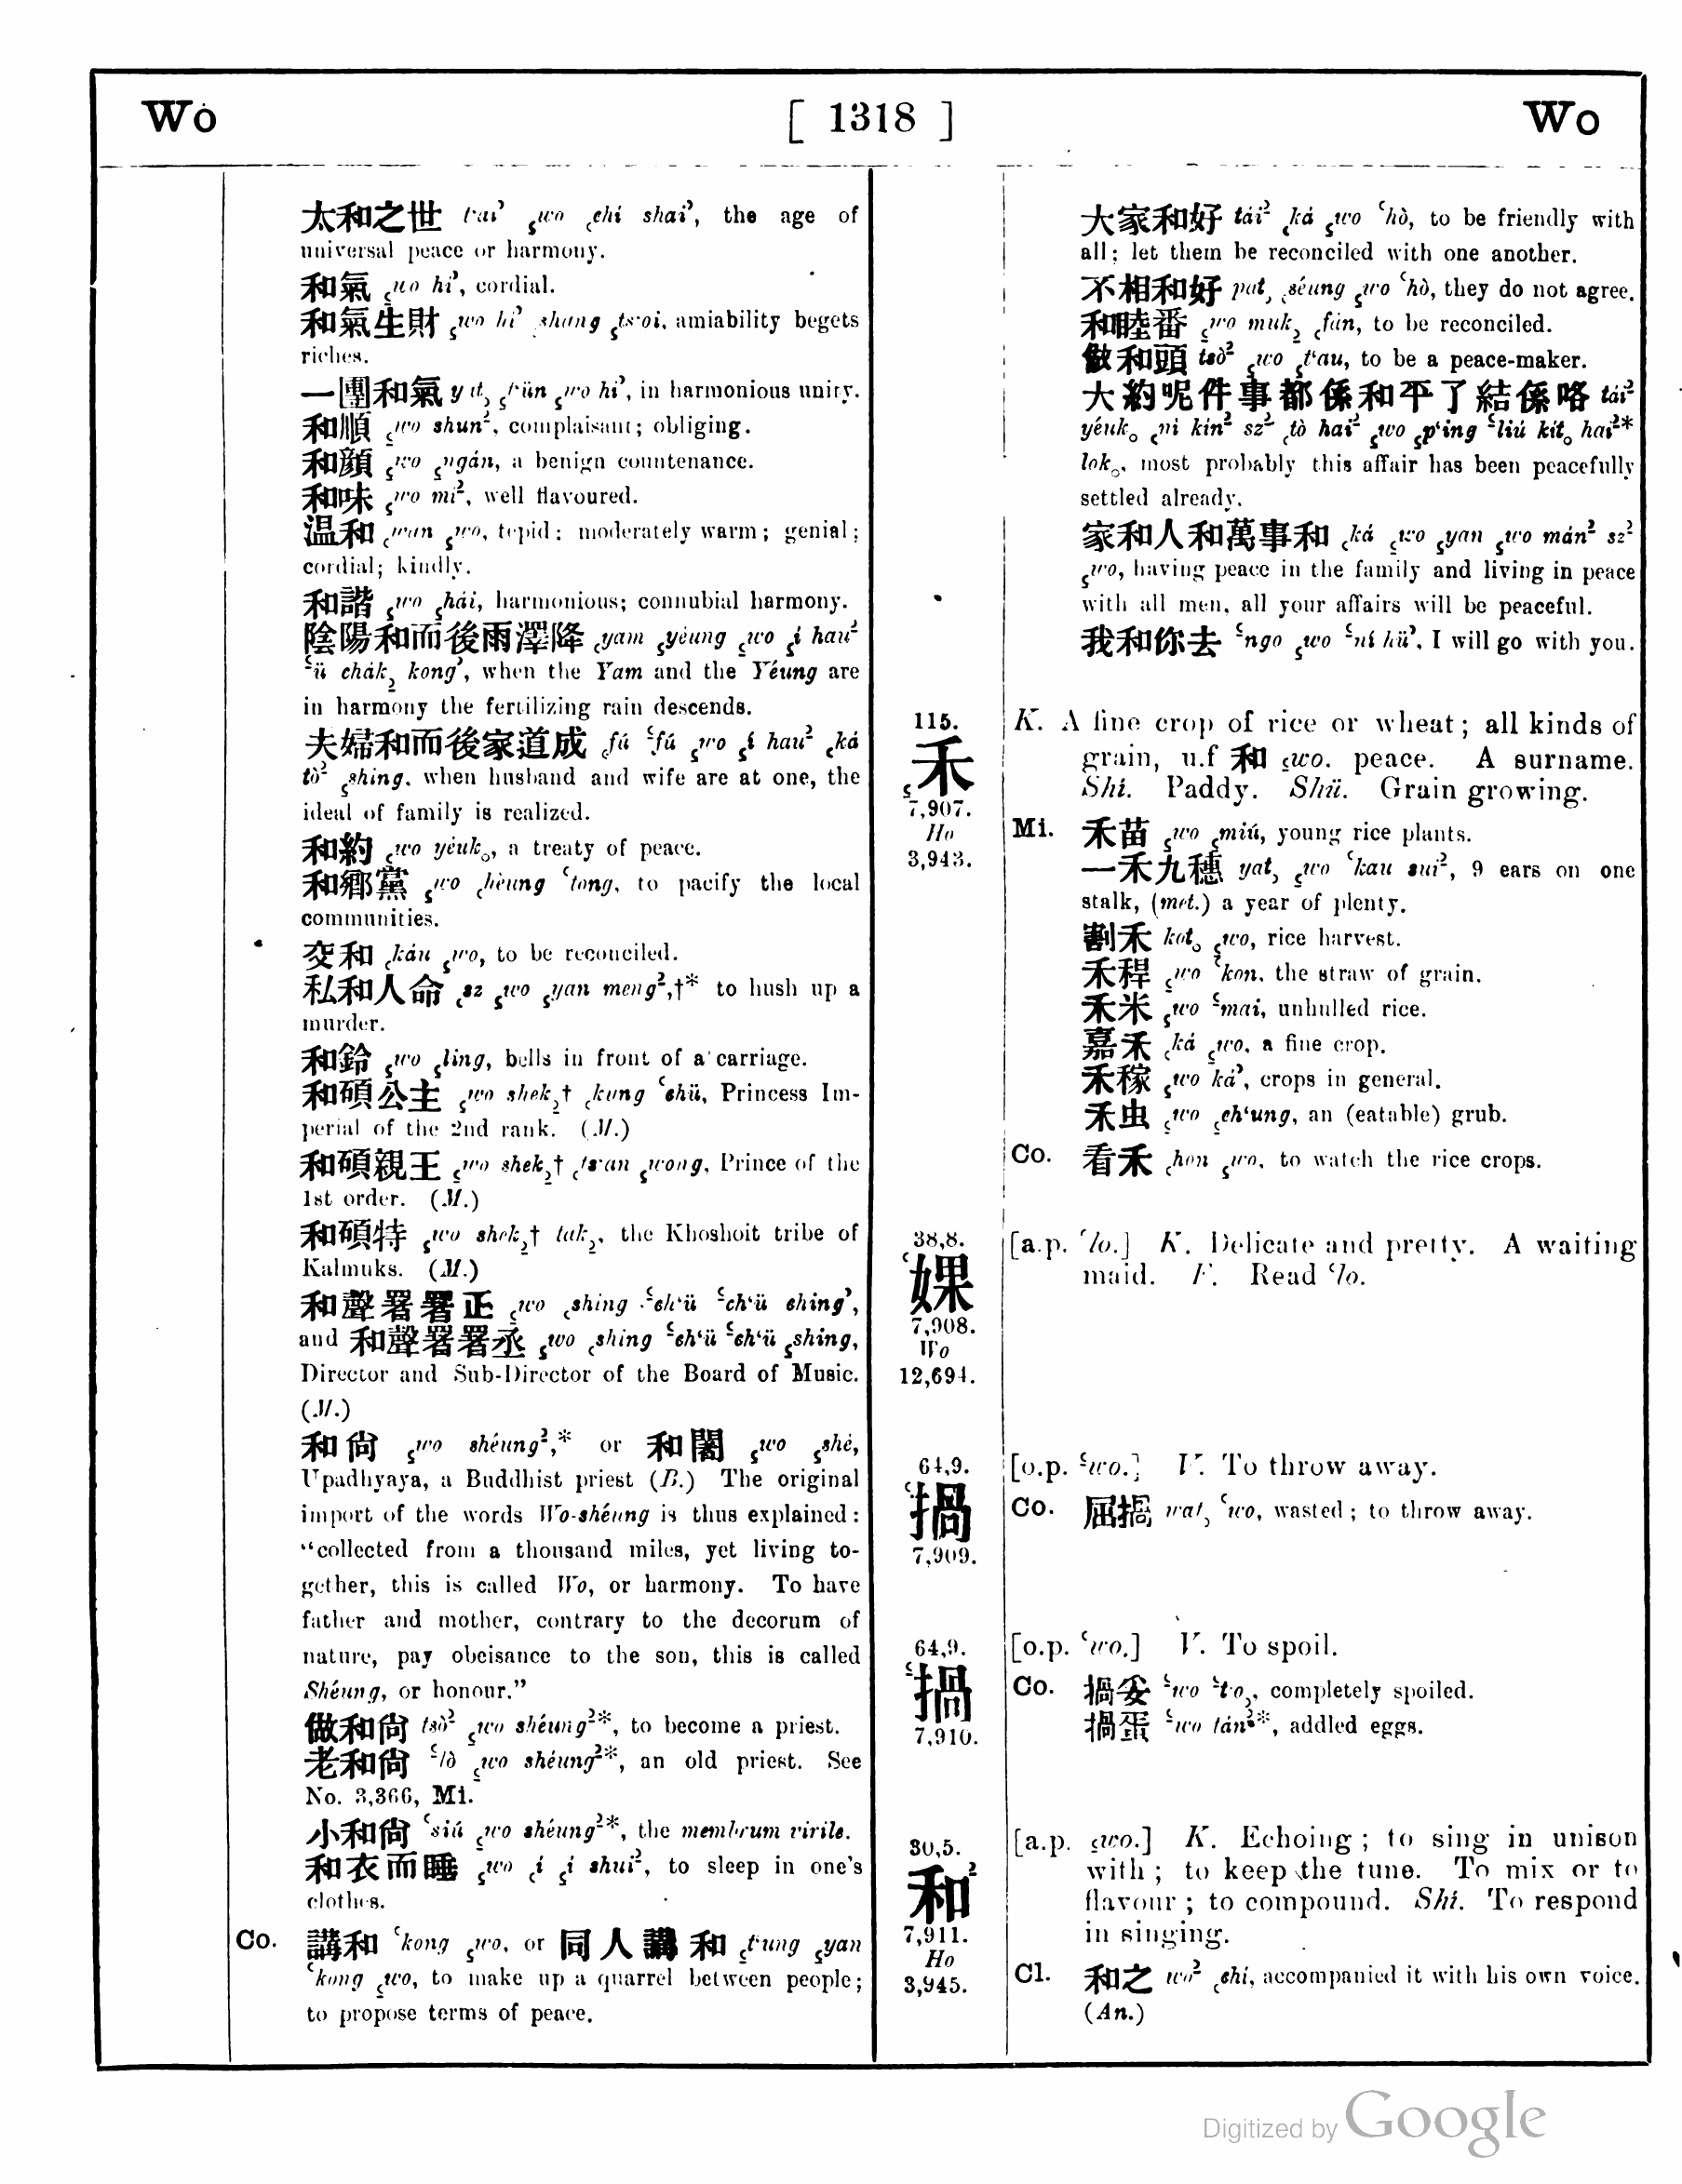 Wo [ 1318 ] Wo
太和之世 t'ai⁾ ꜁wo ꜀chí shai⁾, the age of
universal peace or harmony.
和氣 ꜁wo hí⁾, cordial.
和氣生財 ꜁wo hí⁾ ꜀shang ꜁ts'oi, amiability begets
riches.
一團和氣 yat꜆ ꜁t'ün ꜁wo hí⁾, in harmonious unity.
和順 ꜁wo shun², complaisant; obliging.
和顔 ꜁wo ꜁ngán, a benign countenance.
和味 ꜁wo mí², well flavoured.
温和 ꜀wan ꜁wo, tepid; moderately warm; genial;
cordial; kindly.
和諧 ꜁wo ꜁hái, harmonious; connubial harmony.
陰陽和而後雨澤降 ꜀yam ꜁yéung ꜁wo ꜁í hau²
⁽ü chák꜇ kong⁾, when the Yam and the Yéung are
in harmony the fertilizing rain descends.
夫婦和而後家道成 ꜀fú ⁽fú ꜁wo ꜁í hau² ꜀ká
tò² ꜁shing, when husband and wife are at one, the
ideal of family is realized.
和約 ꜁wo yéukₒ, a treaty of peace.
和鄉黨 ꜁wo ꜀héung ⁽tong, to pacify the local
communities.
交和 ꜀káu ꜁wo, to be reconciled.
私和人命 ꜀sz ꜁wo ꜁yan meng²,†* to hush up a
murder.
和鈴 ꜁wo ꜁ling, bells in front of a carriage.
和碩公主 ꜁wo shek꜇† ꜀kung ⁽chü, Princess Im-
perial of the 2nd rank. (M.)
和碩親王 ꜁wo shek꜇† ꜀ts'an ꜁wong, Prince of the
1st order. (M.)
和碩特 ꜁wo shek꜇† tak꜇, the Khoshoit tribe of
Kalmuks. (M.)
和聲署署正 ꜁wo ꜀shing ⁽ch'ü ⁽ch'ü ching⁾,
and 和聲署署丞 ꜁wo ꜀shing ⁽ch'ü ⁽ch'ü ꜁shing,
Director and Sub-Director of the Board of Music.
(M.)
和尙 ꜁wo shéung²,* or 和闍 ꜁wo ꜁shé,
Upadhyaya, a Buddhist priest (B.) The original
import of the words Wo-shéung is thus explained:
"collected from a thousand miles, yet living to-
gether, this is called Wo, or harmony. To have
father and mother, contrary to the decorum of
nature, pay obeisance to the son, this is called
Shéung, or honour."
做和尙 tsò² ꜁wo shéung²*, to become a priest.
老和尙 ⁽lò ꜁wo shéung²*, an old priest. See
No. 3,366, Mi.
小和尙 ⁽siú ꜁wo shéung²*, the membrum virile.
和衣而睡 ꜁wo ꜀í ꜁í shui², to sleep in one's
clothes.
Co. 講和 ⁽kong ꜁wo, or 同人講和 ꜁t'ung ꜁yan
⁽kong ꜁wo, to make up a quarrel between people;
to propose terms of peace.
大家和好 tái² ꜀ká ꜁wo ⁽hò, to be friendly with
all; let them be reconciled with one another.
不相和好 pat꜆ ꜀séung ꜁wo ⁽hò, they do not agree.
和睦番 ꜁wo muk꜇ ꜀fán, to be reconciled.
做和頭 tsò² ꜁wo ꜁t'au, to be a peace-maker.
大約呢件事都係和平了結係咯 tái²
yéukₒ ꜀ni kin² sz² ꜀tò hai² ꜁wo ꜁p'ing ⁽liú kítₒ hai²*
lokₒ, most probably this affair has been peacefully
settled already.
家和人和萬事和 ꜀ká ꜁wo ꜁yan ꜁wo mán² sz²
꜁wo, having peace in the family and living in peace
with all men, all your affairs will be peaceful.
我和你去 ⁽ngo ꜁wo ⁽ní hü⁾, I will go with you.
115.
꜁禾
7,907.
Ho
3,943.
K. A fine crop of rice or wheat; all kinds of
grain, u.f 和 ꜁wo. peace. A surname.
Shí. Paddy. Shü. Grain growing.
Mi. 禾苗 ꜁wo ꜁miú, young rice plants.
一禾九穗 yat꜆ ꜁wo ⁽kau sui², 9 ears on one
stalk, (met.) a year of plenty.
割禾 kotₒ ꜁wo, rice harvest.
禾稈 ꜁wo ⁽kon, the straw of grain.
禾米 ꜁wo ⁽mai, unhulled rice.
嘉禾 ꜀ká ꜁wo, a fine crop.
禾稼 ꜁wo ká⁾, crops in general.
禾虫 ꜁wo ꜁ch'ung, an (eatable) grub.
Co. 看禾 ꜀hon ꜁wo, to watch the rice crops.
38,8.
⁽婐
7,908.
Wo
12,694.
[a.p. ⁽lo.] K. Delicate and pretty. A waiting
maid. F. Read ⁽lo.
64,9.
⁽撾
7,909.
[o.p. ⁽wo.] V. To throw away.
Co. 屈撾 wat꜆ ⁽wo, wasted; to throw away.
64,9.
⁽撾
7,910.
[o.p. ⁽wo.] V. To spoil.
Co. ⁽wo ⁽t'o꜆, completely spoiled.
撾蛋 ⁽wo tán²*, addled eggs.
30,5.
和²
7,911.
Ho
3,945.
[a.p. ꜁wo.] K. Echoing; to sing in unison
with; to keep the tune. To mix or to
flavour; to compound. Shí. To respond
in singing.
Cl. 和之 wo² ꜀chí, accompanied it with his own voice.
(An.)
Digitized by Google